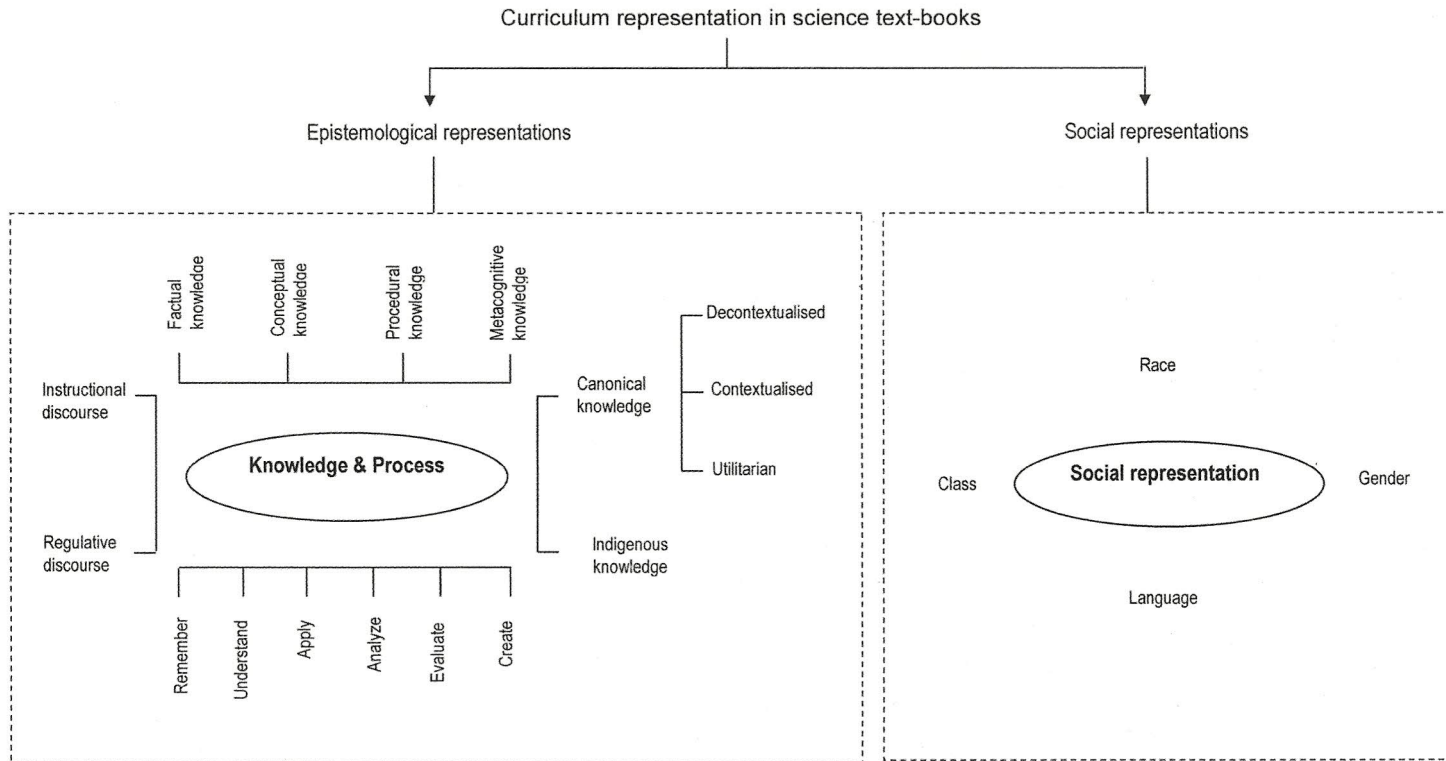 Curriculum representation in science text-books
Epistemological representations
Social representations
Factual
knowledge
Conceptual
knowledge
Procedural
knowledge
Metacognitive
knowledge
Instructional
discourse
Regulative
discourse
Knowledge & Process
Canonical
knowledge
Indigenous
knowledge
Decontextualised
Contextualised
Utilitarian
Remember
Understand
Apply
Analyze
Evaluate
Create
Race
Class
Social representation
Gender
Language